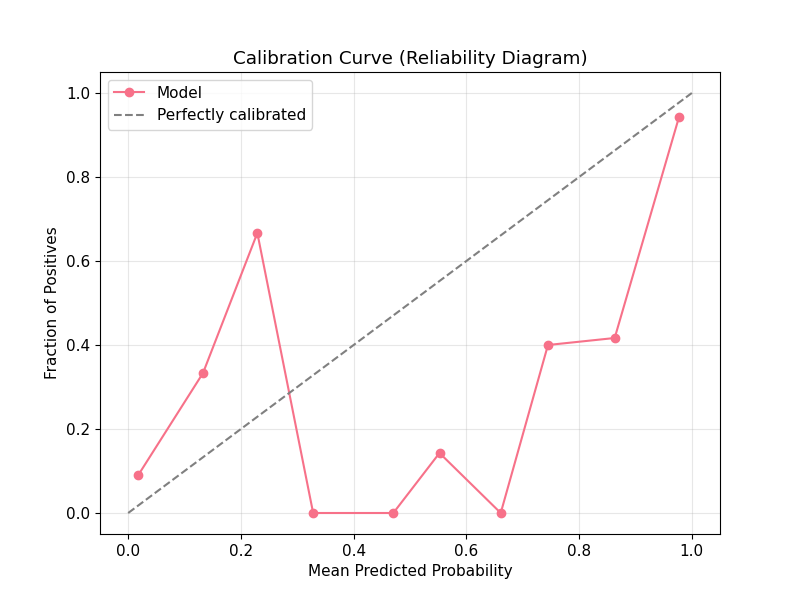 Calibration Curve (Reliability Diagram)
Model
Perfectly calibrated
Fraction of Positives
1.0
0.8
0.6
0.4
0.2
0.0
0.0 0.2 0.4 0.6 0.8 1.0
Mean Predicted Probability